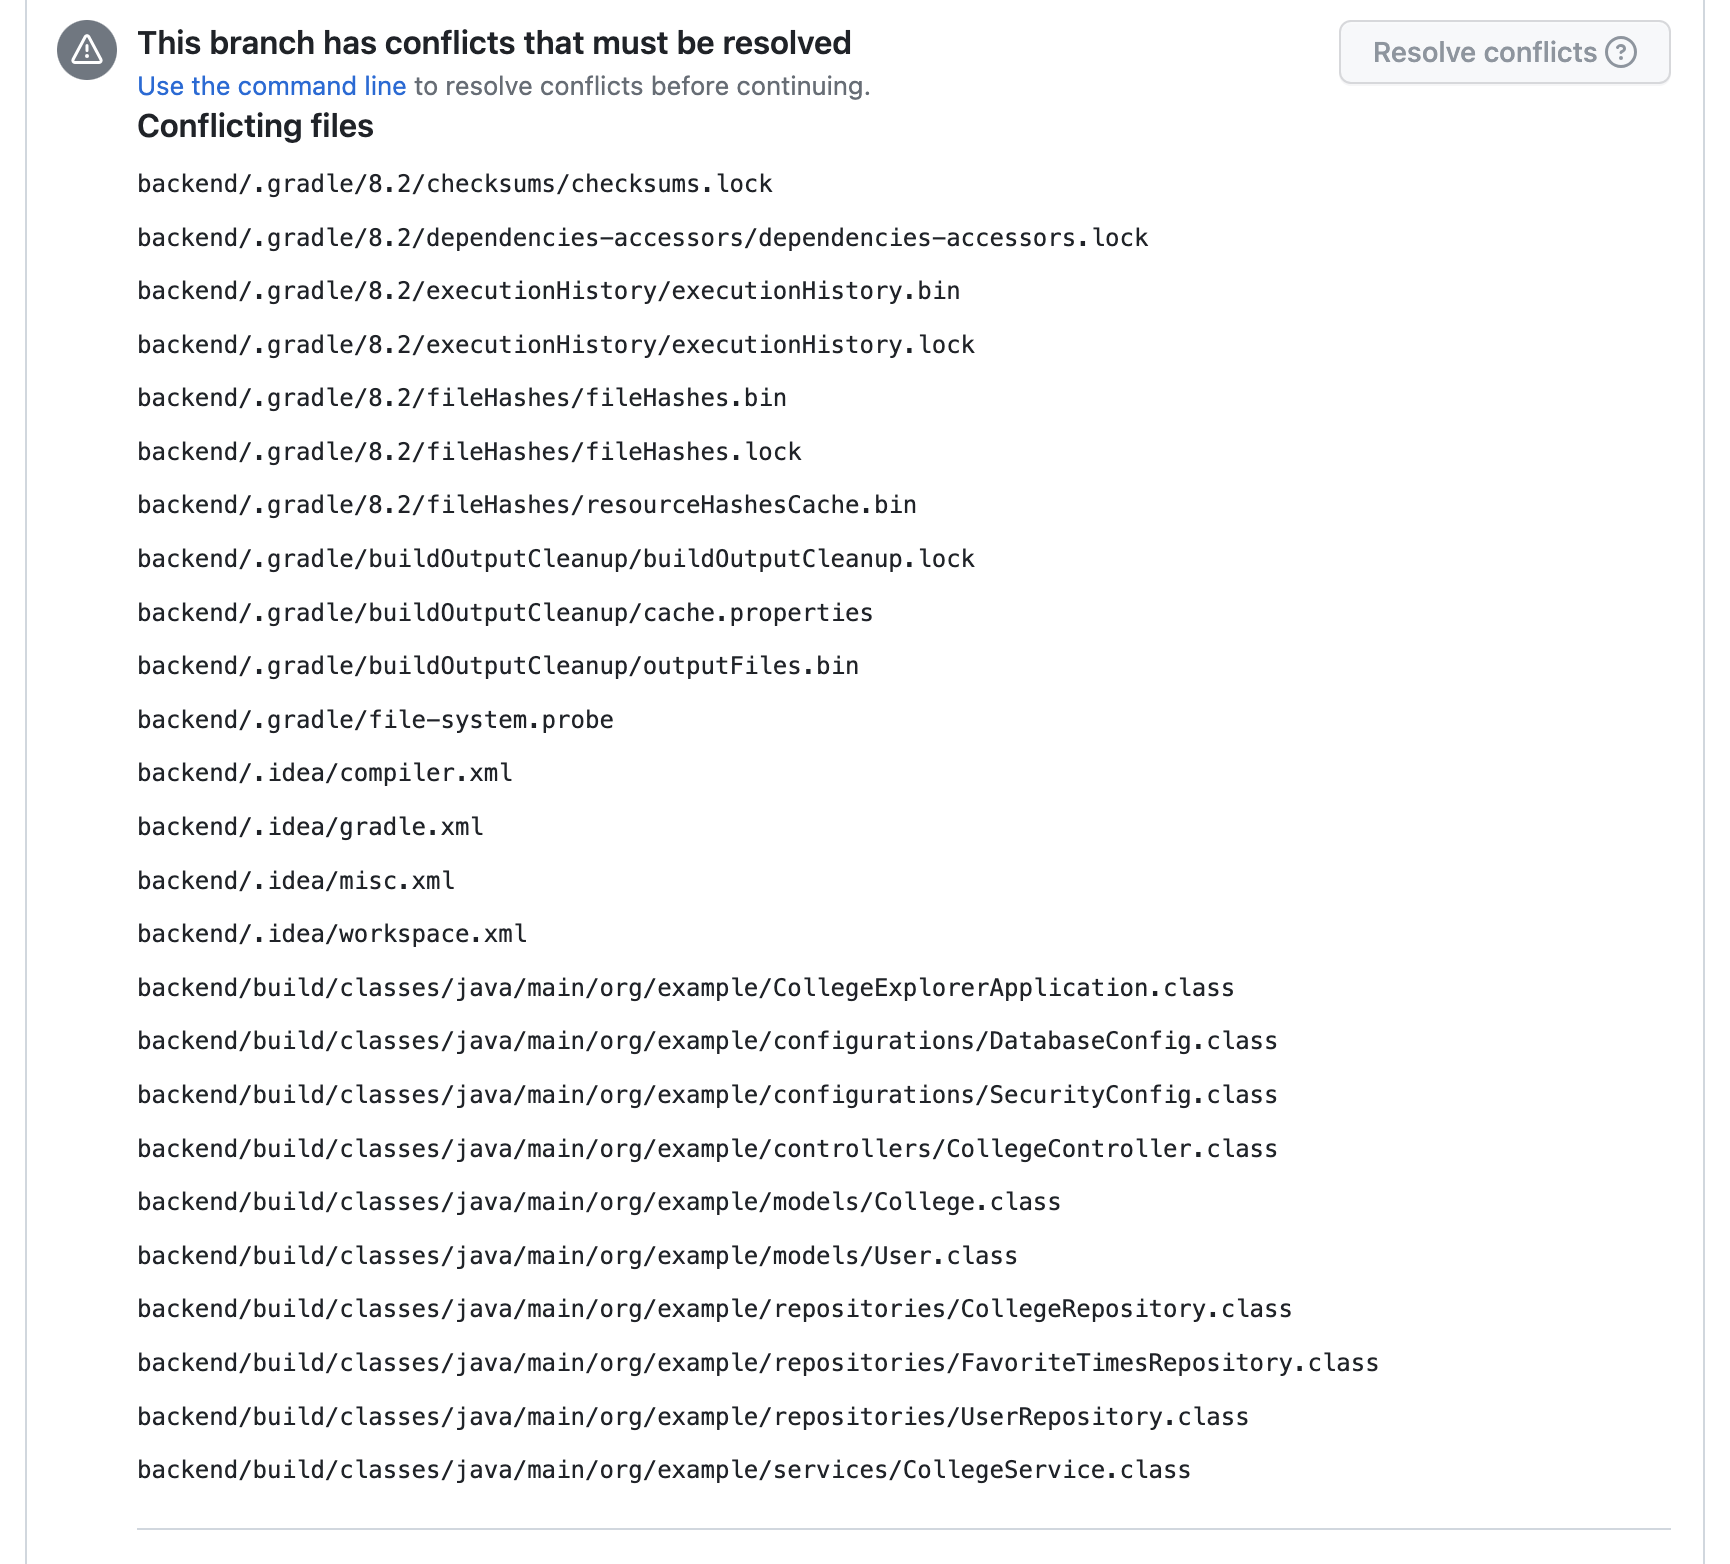 This branch has conflicts that must be resolved
Resolve conflicts
Use the command line to resolve conflicts before continuing.
Conflicting files
backend/.gradle/8.2/checksums/checksums.lock
backend/.gradle/8.2/dependencies-accessors/dependencies-accessors.lock
backend/.gradle/8.2/executionHistory/executionHistory.bin
backend/.gradle/8.2/executionHistory/executionHistory.lock
backend/.gradle/8.2/fileHashes/fileHashes.bin
backend/.gradle/8.2/fileHashes/fileHashes.lock
backend/.gradle/8.2/fileHashes/resourceHashesCache.bin
backend/.gradle/buildOutputCleanup/buildOutputCleanup.lock
backend/.gradle/buildOutputCleanup/cache.properties
backend/.gradle/buildOutputCleanup/outputFiles.bin
backend/.gradle/file-system.probe
backend/.idea/compiler.xml
backend/.idea/gradle.xml
backend/.idea/misc.xml
backend/.idea/workspace.xml
backend/build/classes/java/main/org/example/CollegeExplorerApplication.class
backend/build/classes/java/main/org/example/configurations/DatabaseConfig.class
backend/build/classes/java/main/org/example/configurations/SecurityConfig.class
backend/build/classes/java/main/org/example/controllers/CollegeController.class
backend/build/classes/java/main/org/example/models/College.class
backend/build/classes/java/main/org/example/models/User.class
backend/build/classes/java/main/org/example/repositories/CollegeRepository.class
backend/build/classes/java/main/org/example/repositories/FavoriteTimesRepository.class
backend/build/classes/java/main/org/example/repositories/UserRepository.class
backend/build/classes/java/main/org/example/services/CollegeService.class